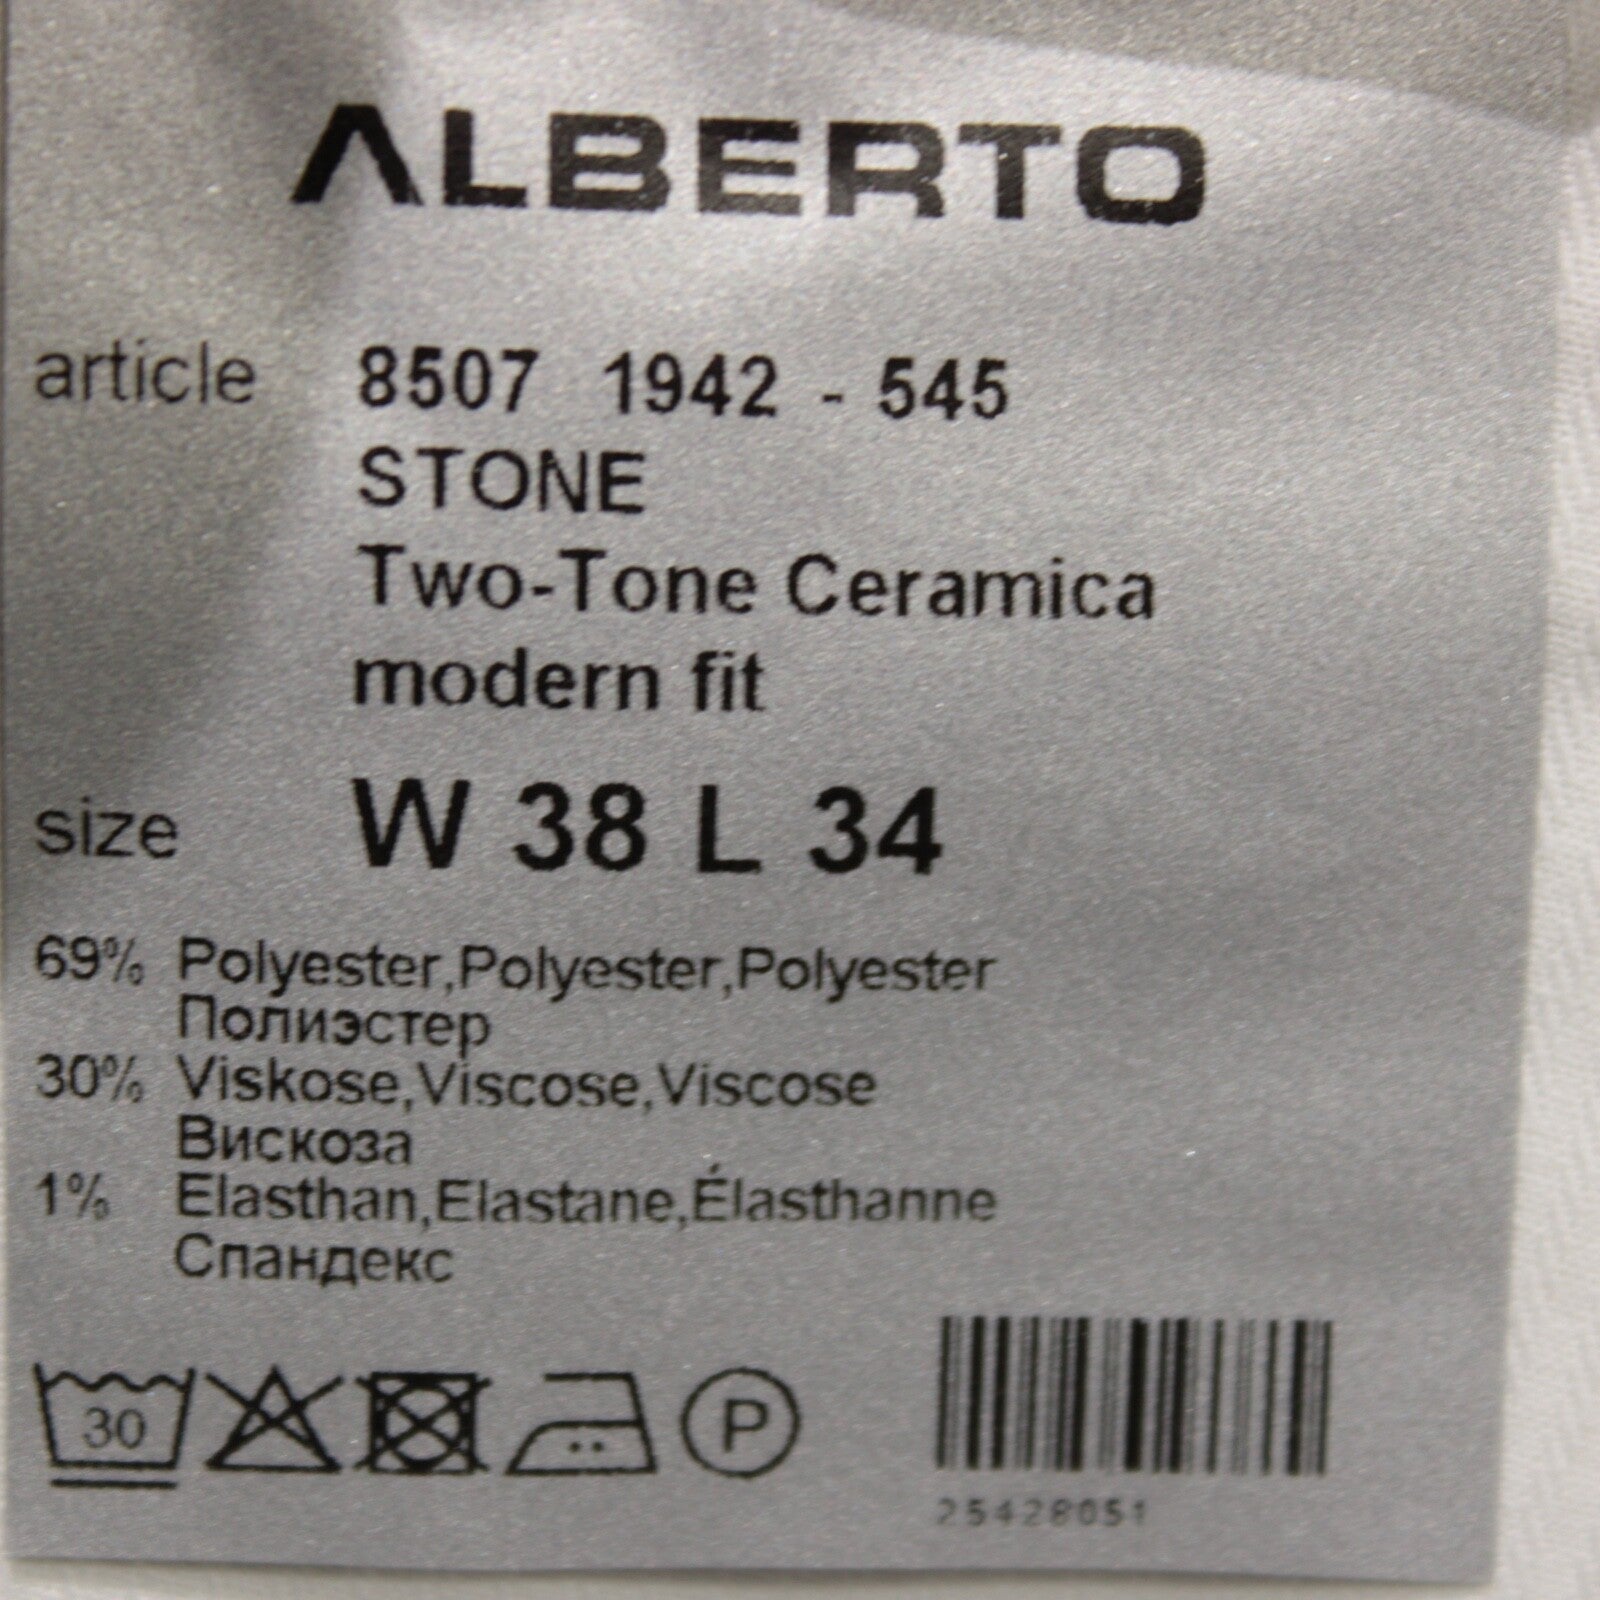 ALBERTO
article 8507 1942 - 545
STONE
Two-Tone Ceramica
modern fit
size W 38 L 34
69% Polyester,Polyester,Polyester
Полиэстер
30% Viskose,Viscose,Viscose
Вискоза
1% Elasthan,Elastane,Élasthanne
Спандекс
30 P
25428051